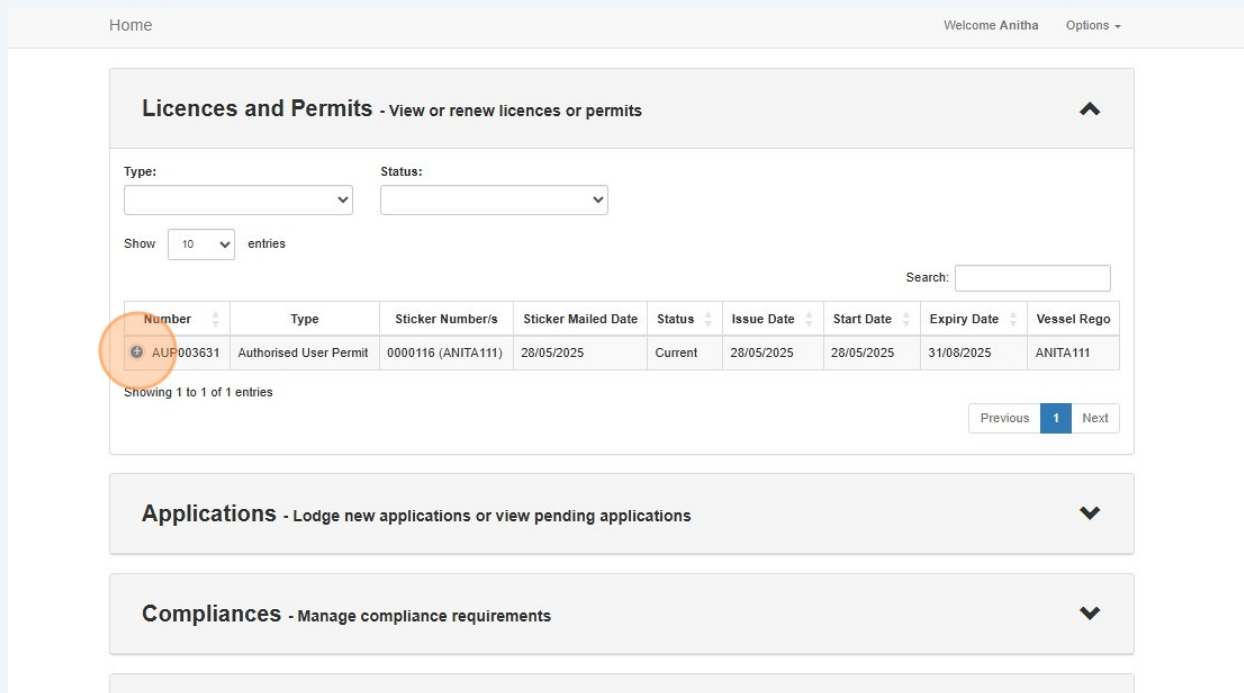 Home Welcome Anitha Options
Licences and Permits - View or renew licences or permits
Type: Status:
Show 10 entries
Search:
Number Type Sticker Number/s Sticker Mailed Date Status Issue Date Start Date Expiry Date Vessel Rego
AUP003631 Authorised User Permit 0000116 (ANITA111) 28/05/2025 Current 28/05/2025 28/05/2025 31/08/2025 ANITA111
Showing 1 to 1 of 1 entries
Previous 1 Next
Applications - Lodge new applications or view pending applications
Compliances - Manage compliance requirements